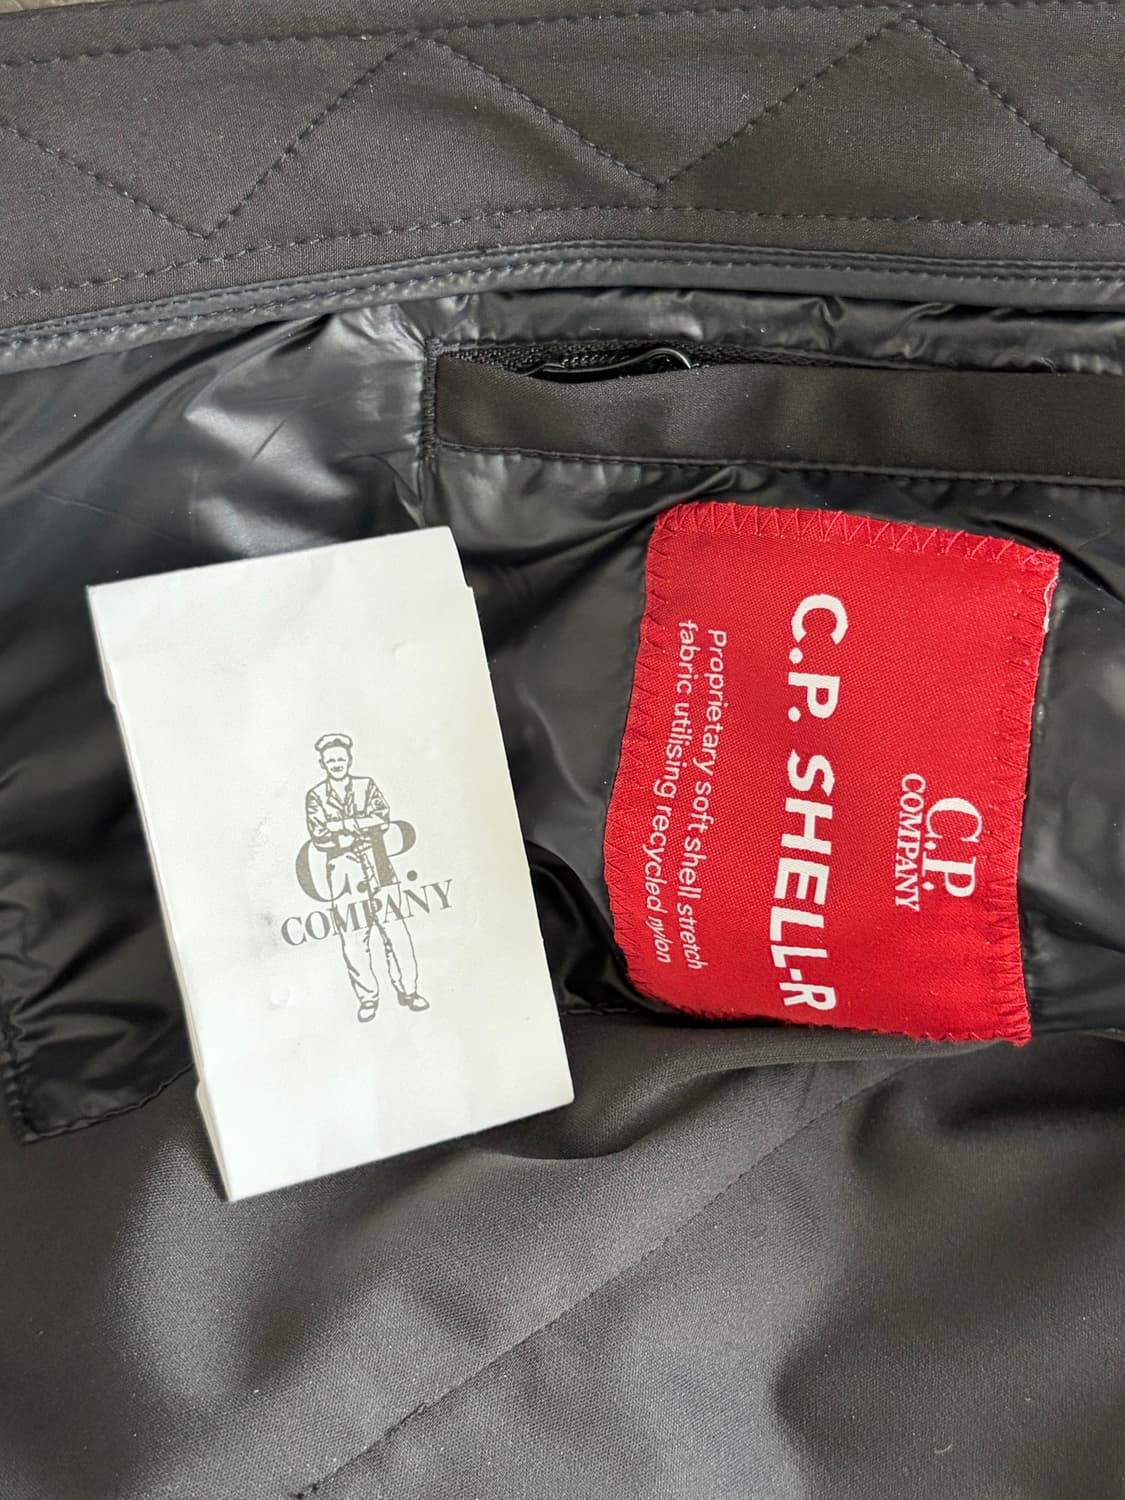 C.P.
COMPANY
C.P.
COMPANY
C.P. SHELL-R
Proprietary soft shell stretch
fabric utilising recycled nylon